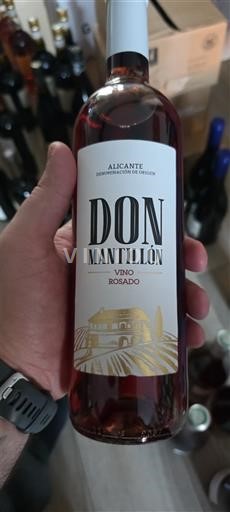 ALICANTE
DENOMINACIÓN DE ORIGEN
DON
MANTILLÓN
VINO
ROSADO